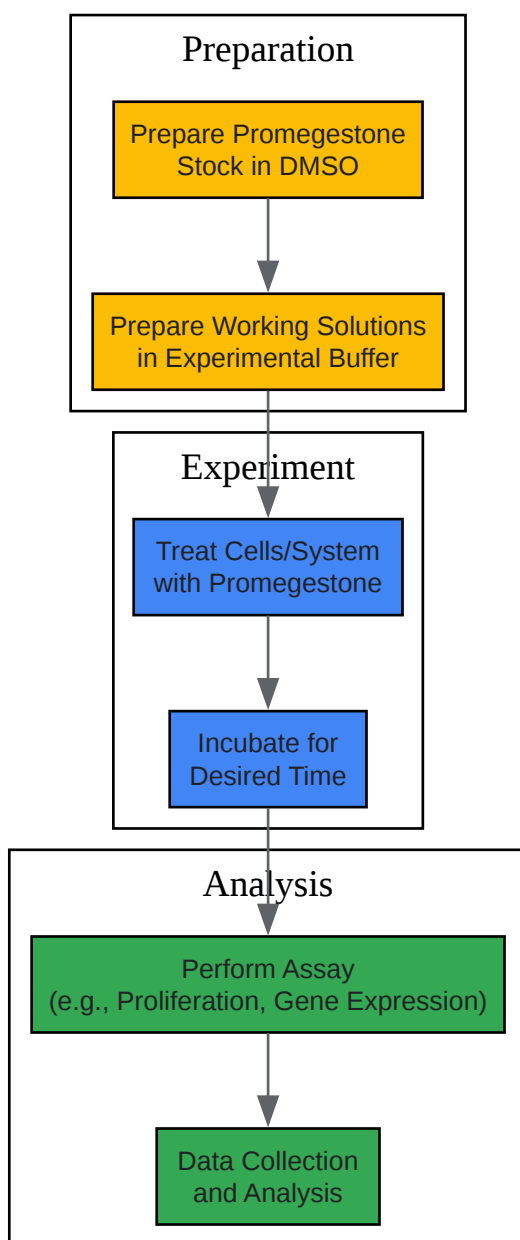 Preparation
Prepare Promegestone
Stock in DMSO
Prepare Working Solutions
in Experimental Buffer
Experiment
Treat Cells/System
with Promegestone
Incubate for
Desired Time
Analysis
Perform Assay
(e.g., Proliferation, Gene Expression)
Data Collection
and Analysis